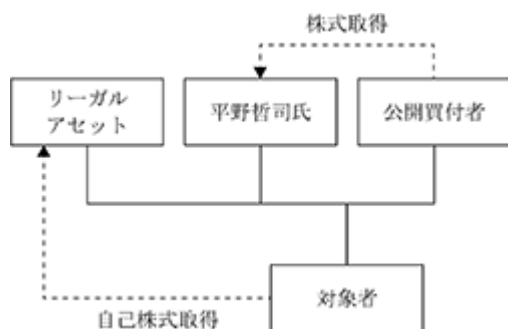 株式取得
リーガル
アセット
平野哲司氏
公開買付者
対象者
自己株式取得